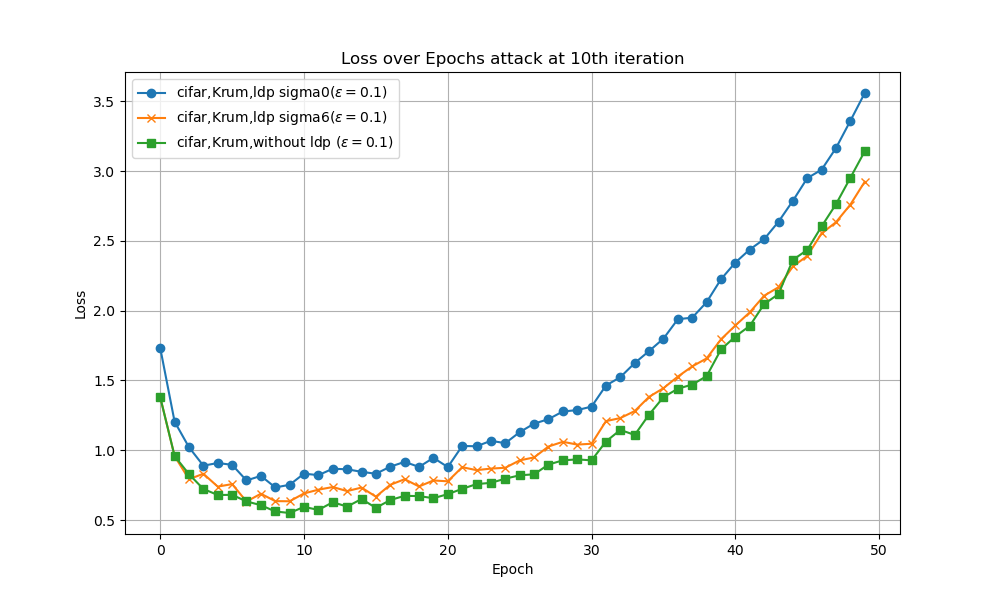 Loss over Epochs attack at 10th iteration
cifar,Krum,ldp sigma0(ε = 0.1)
cifar,Krum,ldp sigma6(ε = 0.1)
cifar,Krum,without ldp (ε = 0.1)
3.5
3.0
2.5
2.0
1.5
1.0
0.5
Loss
0 10 20 30 40 50
Epoch